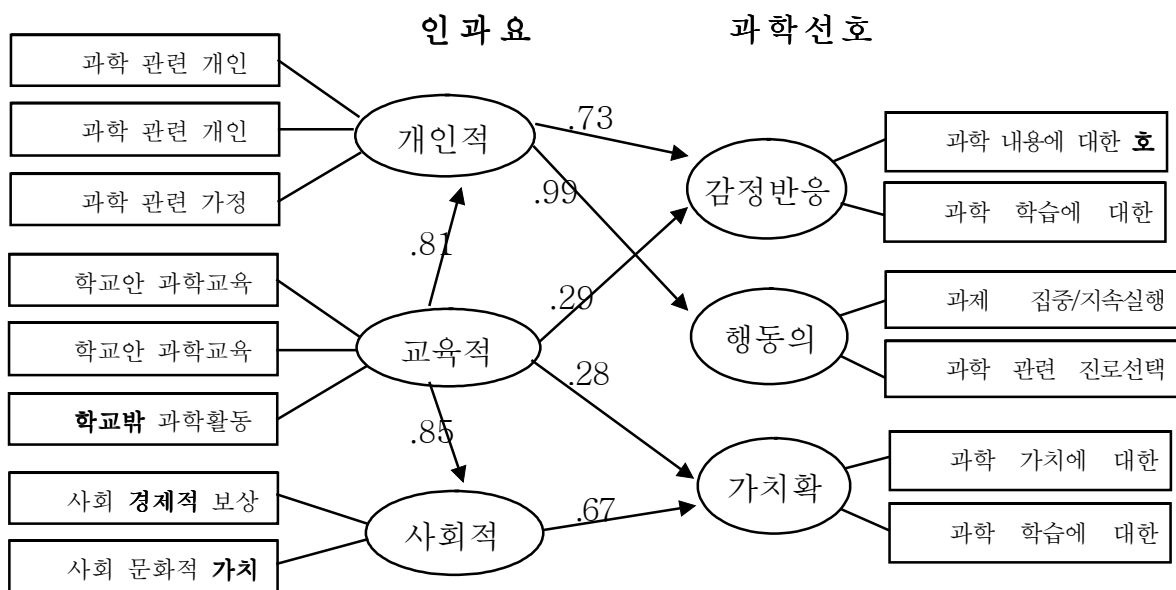 인과요
과학선호
과학 관련 개인
과학 관련 개인
과학 관련 가정
학교안 과학교육
학교안 과학교육
학교밖 과학활동
사회 경제적 보상
사회 문화적 가치
개인적
교육적
사회적
.73
.99
.81
.29
.28
.85
.67
감정반응
행동의
가치확
과학 내용에 대한 호
과학 학습에 대한
과제 집중/지속실행
과학 관련 진로선택
과학 가치에 대한
과학 학습에 대한